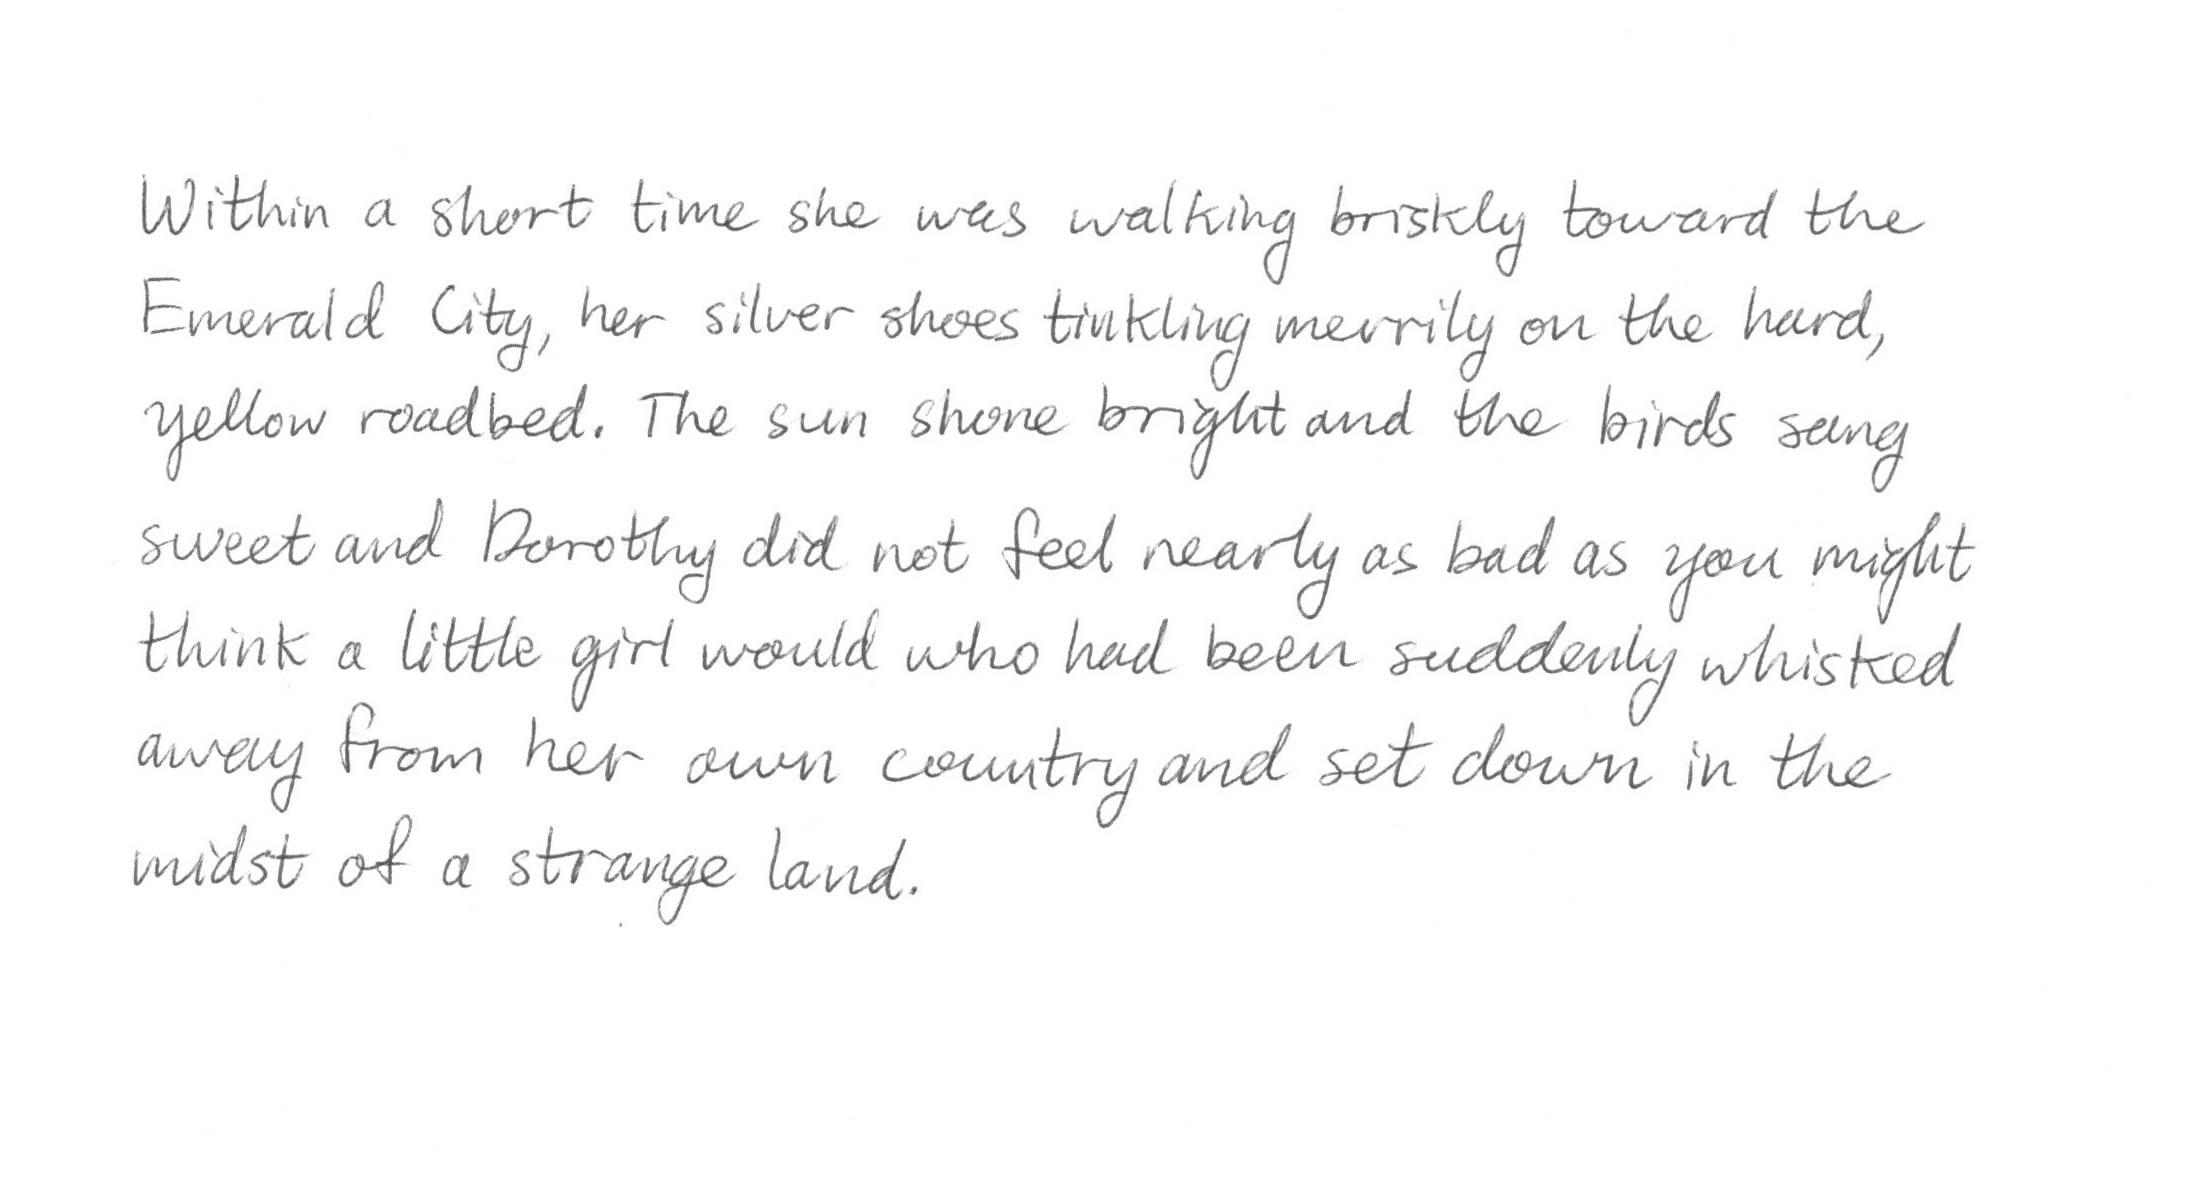 Within a short time she was walking briskly toward the
Emerald City, her silver shoes tinkling merrily on the hard,
yellow roadbed. The sun shone bright and the birds sang
sweet and Dorothy did not feel nearly as bad as you might
think a little girl would who had been suddenly whisked
away from her own country and set down in the
midst of a strange land.